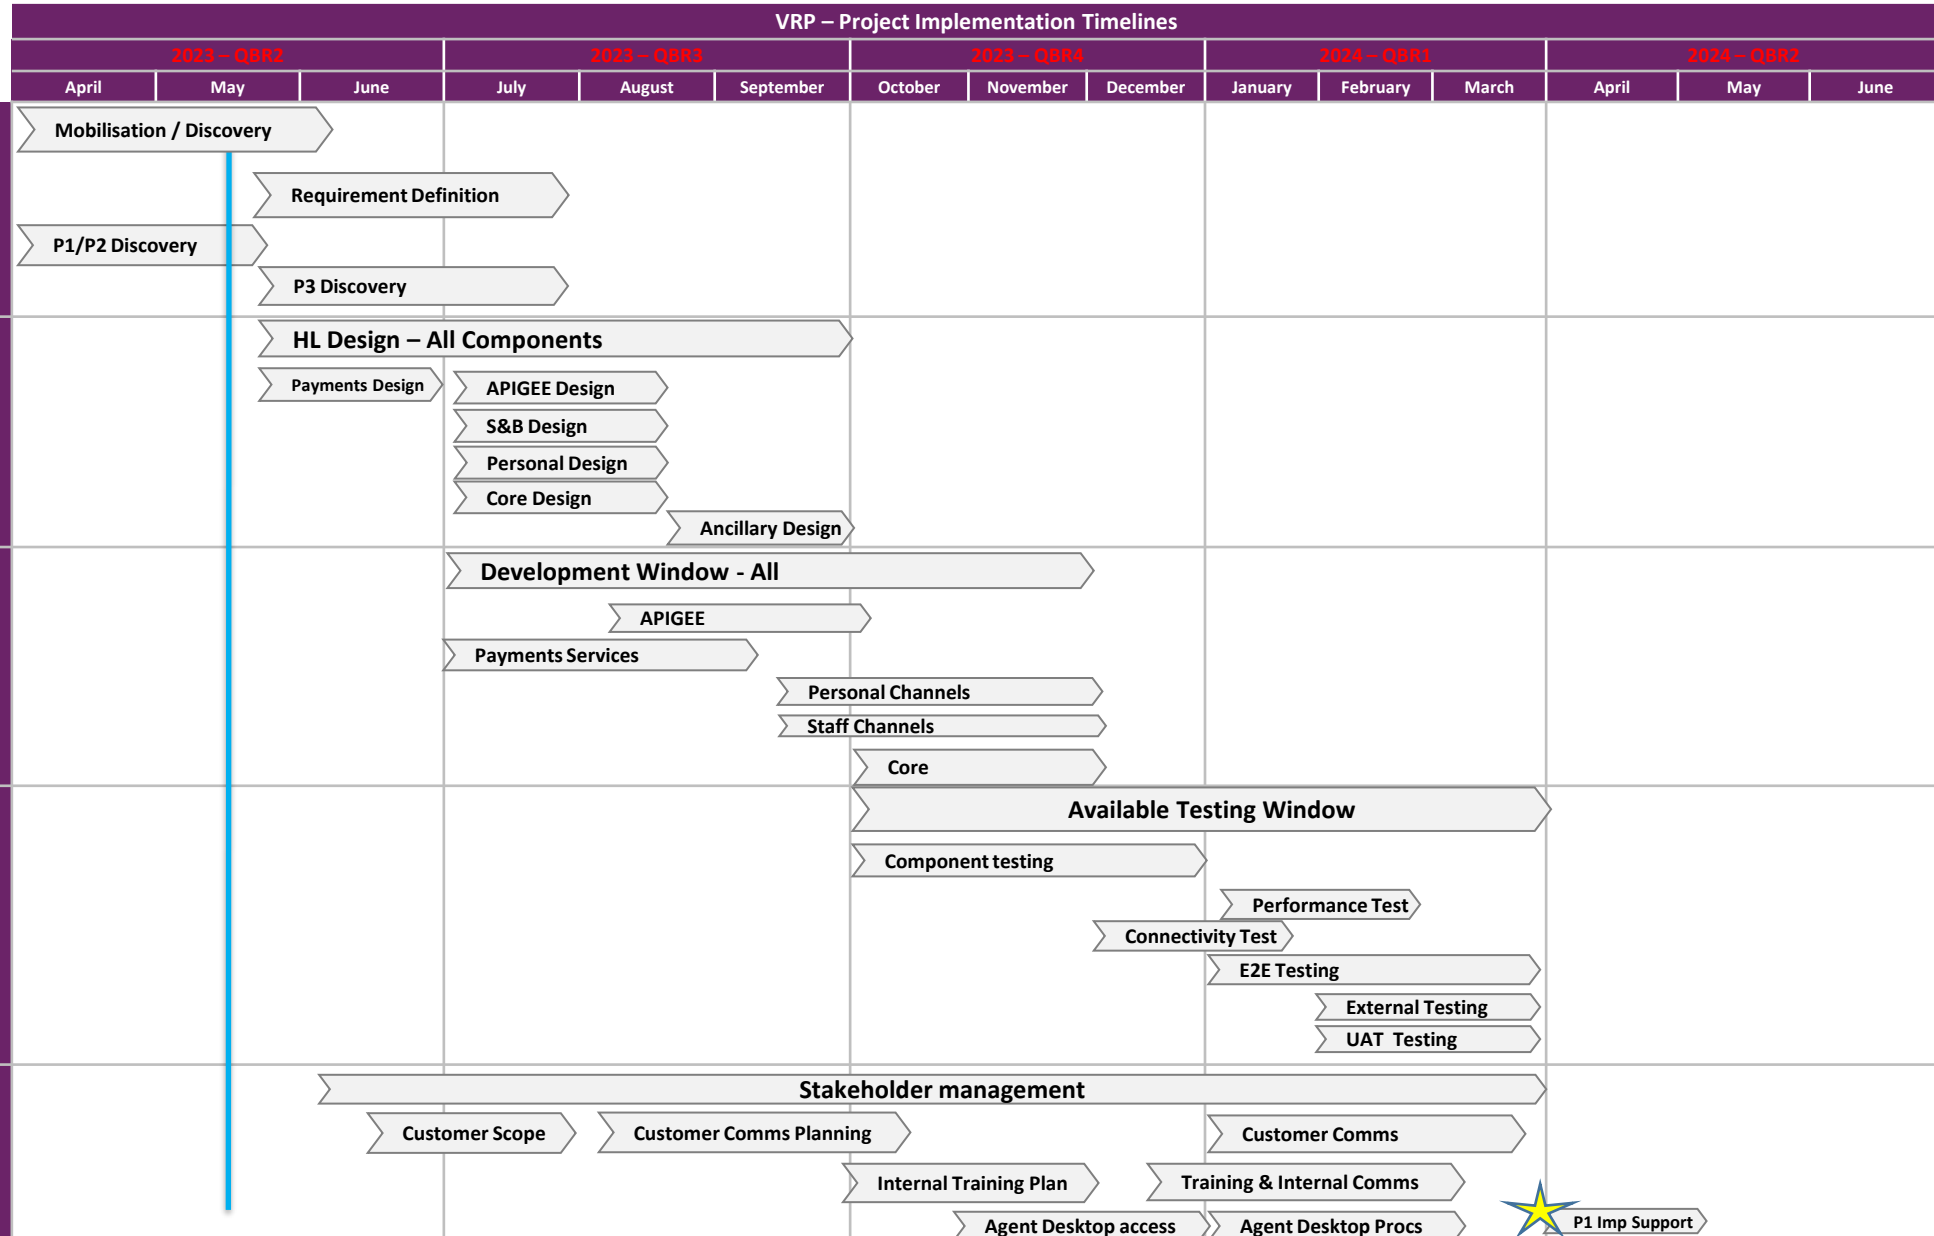 VRP – Project Implementation Timelines
2023 – QBR2 2023 – QBR3 2023 – QBR4 2024 – QBR1 2024 – QBR2
April May June July August September October November December January February March April May June
Mobilisation / Discovery
Requirement Definition
P1/P2 Discovery
P3 Discovery
HL Design – All Components
Payments Design
APIGEE Design
S&B Design
Personal Design
Core Design
Ancillary Design
Development Window - All
APIGEE
Payments Services
Personal Channels
Staff Channels
Core
Available Testing Window
Component testing
Performance Test
Connectivity Test
E2E Testing
External Testing
UAT Testing
Stakeholder management
Customer Scope Customer Comms Planning Customer Comms
Internal Training Plan Training & Internal Comms
Agent Desktop access Agent Desktop Procs P1 Imp Support